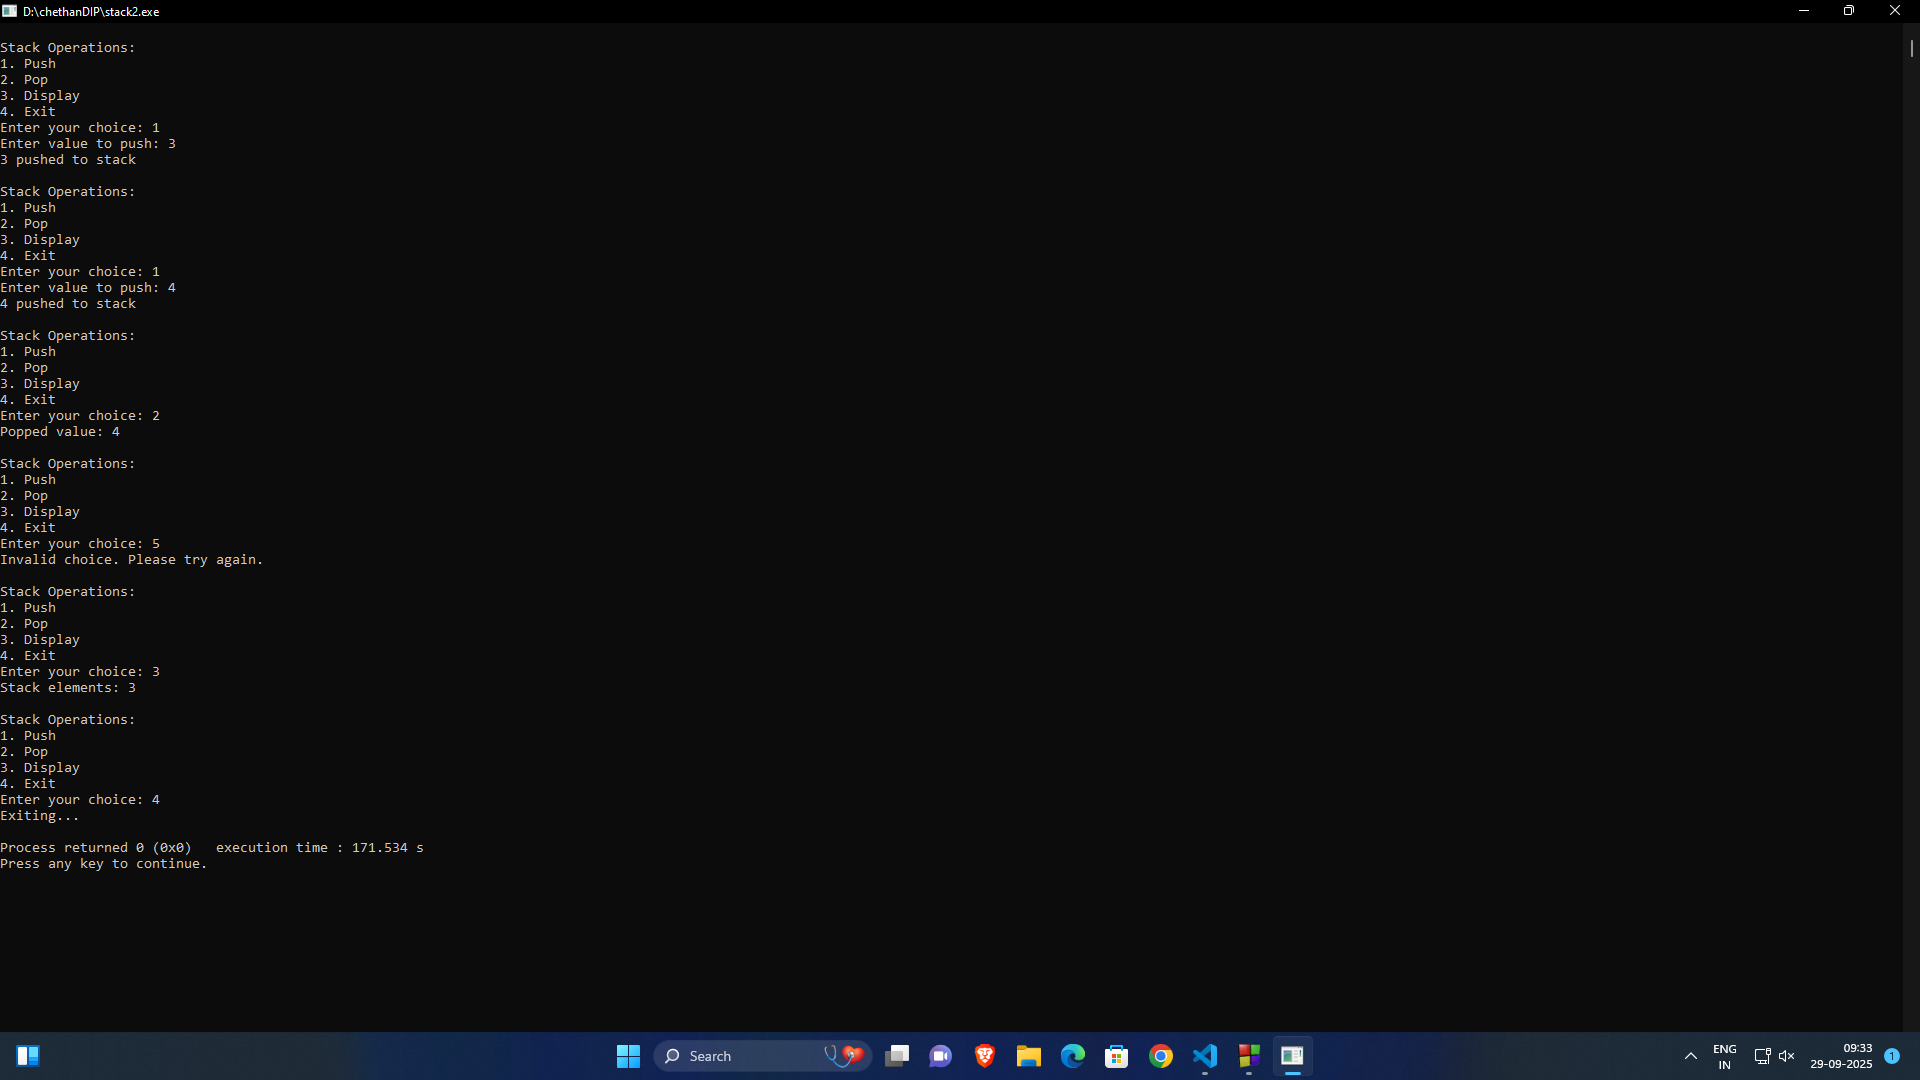 D:\chethanDIP\stack2.exe
Stack Operations:
1. Push
2. Pop
3. Display
4. Exit
Enter your choice: 1
Enter value to push: 3
3 pushed to stack
Stack Operations:
1. Push
2. Pop
3. Display
4. Exit
Enter your choice: 1
Enter value to push: 4
4 pushed to stack
Stack Operations:
1. Push
2. Pop
3. Display
4. Exit
Enter your choice: 2
Popped value: 4
Stack Operations:
1. Push
2. Pop
3. Display
4. Exit
Enter your choice: 5
Invalid choice. Please try again.
Stack Operations:
1. Push
2. Pop
3. Display
4. Exit
Enter your choice: 3
Stack elements: 3
Stack Operations:
1. Push
2. Pop
3. Display
4. Exit
Enter your choice: 4
Exiting...
Process returned 0 (0x0)   execution time : 171.534 s
Press any key to continue.
Search
ENG
IN
09:33
29-09-2025
1